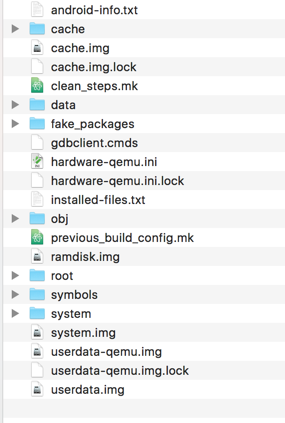 android-info.txt
cache
cache.img
cache.img.lock
clean_steps.mk
data
fake_packages
gdbclient.cmds
hardware-qemu.ini
hardware-qemu.ini.lock
installed-files.txt
obj
previous_build_config.mk
ramdisk.img
root
symbols
system
system.img
userdata-qemu.img
userdata-qemu.img.lock
userdata.img